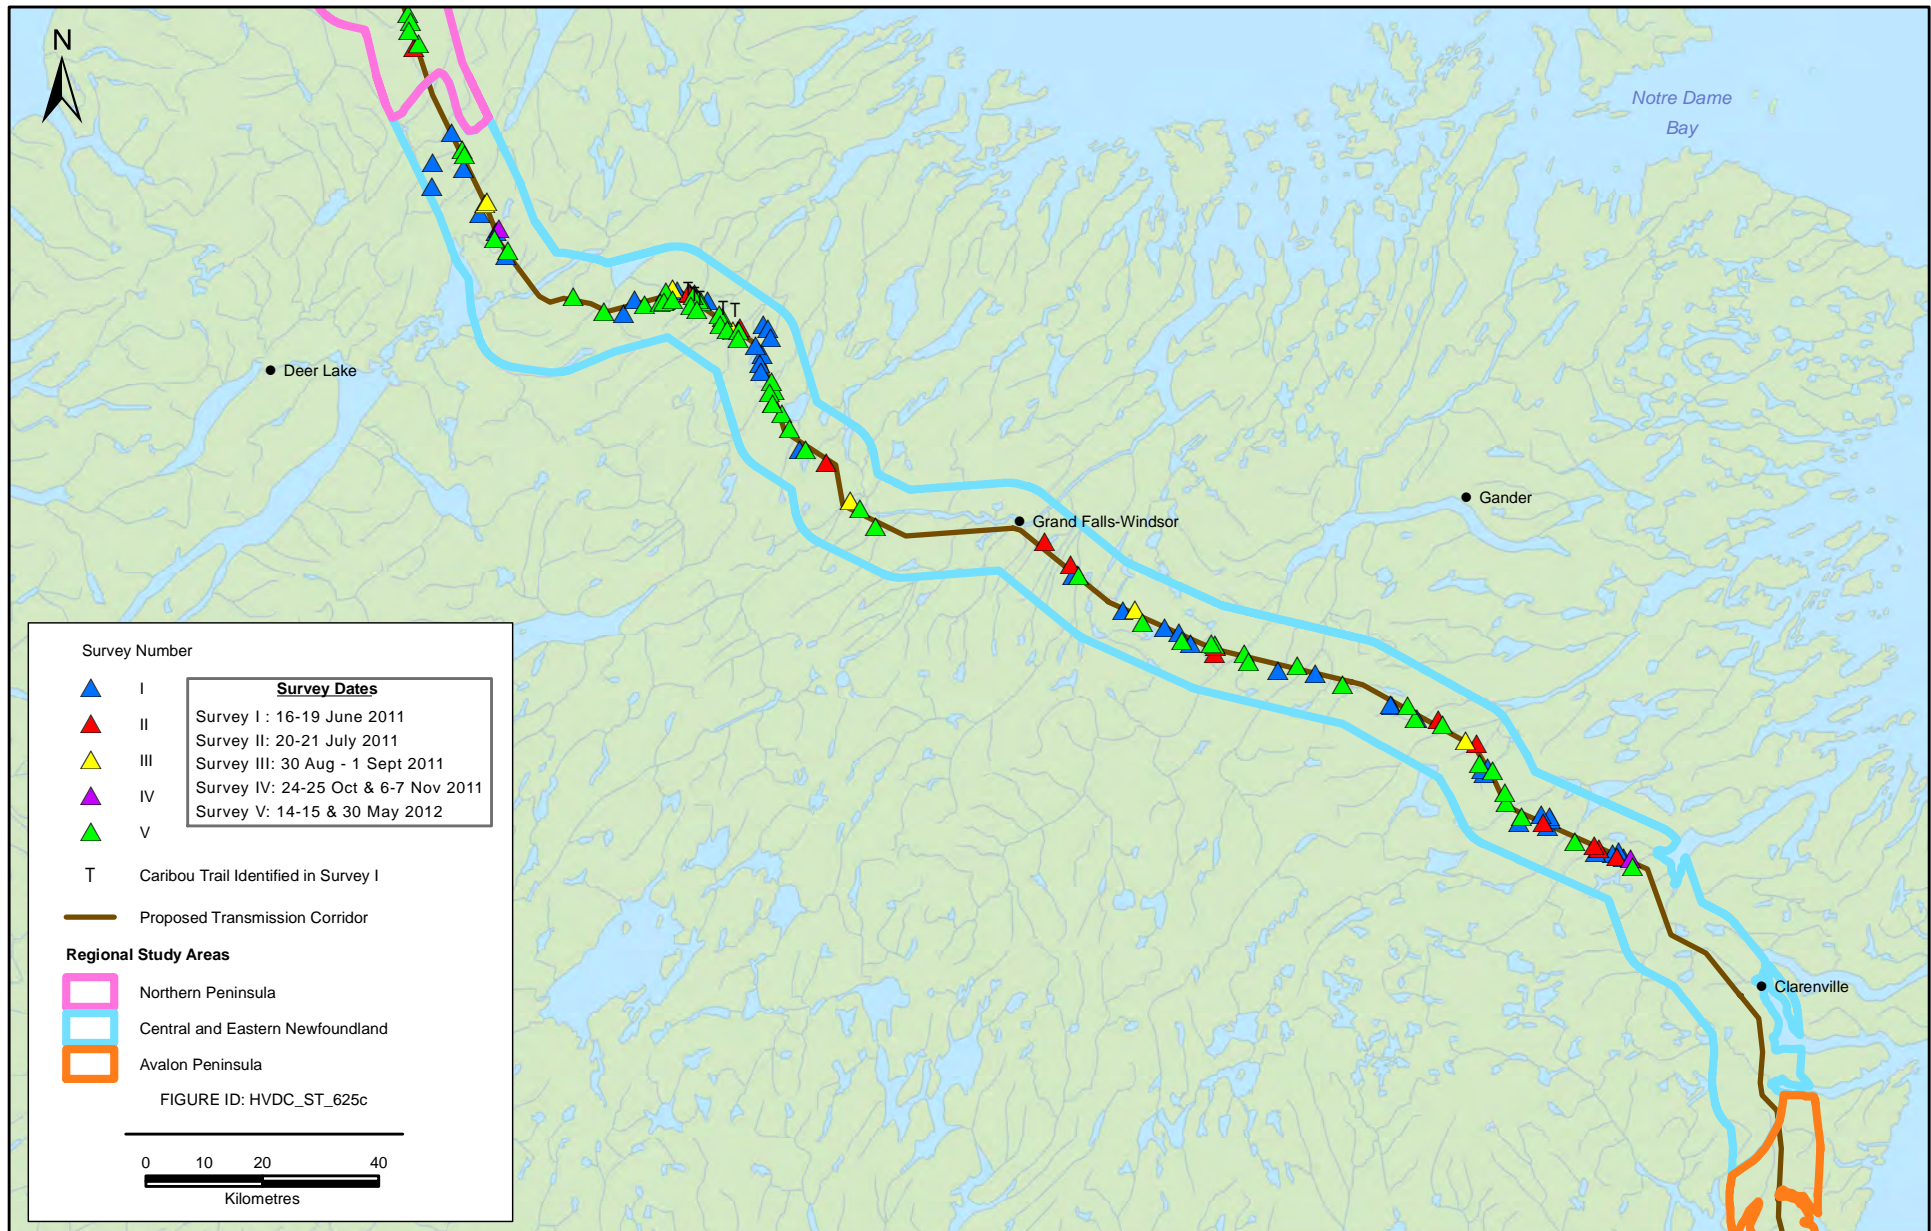 N
Notre Dame
Bay
T
T
T
T
T
Deer Lake
Gander
Grand Falls-Windsor
Clarenville
Survey Number
I
II
III
IV
V
Survey Dates
Survey I : 16-19 June 2011
Survey II: 20-21 July 2011
Survey III: 30 Aug - 1 Sept 2011
Survey IV: 24-25 Oct & 6-7 Nov 2011
Survey V: 14-15 & 30 May 2012
T Caribou Trail Identified in Survey I
Proposed Transmission Corridor
Regional Study Areas
Northern Peninsula
Central and Eastern Newfoundland
Avalon Peninsula
FIGURE ID: HVDC_ST_625c
0 10 20 40
Kilometres